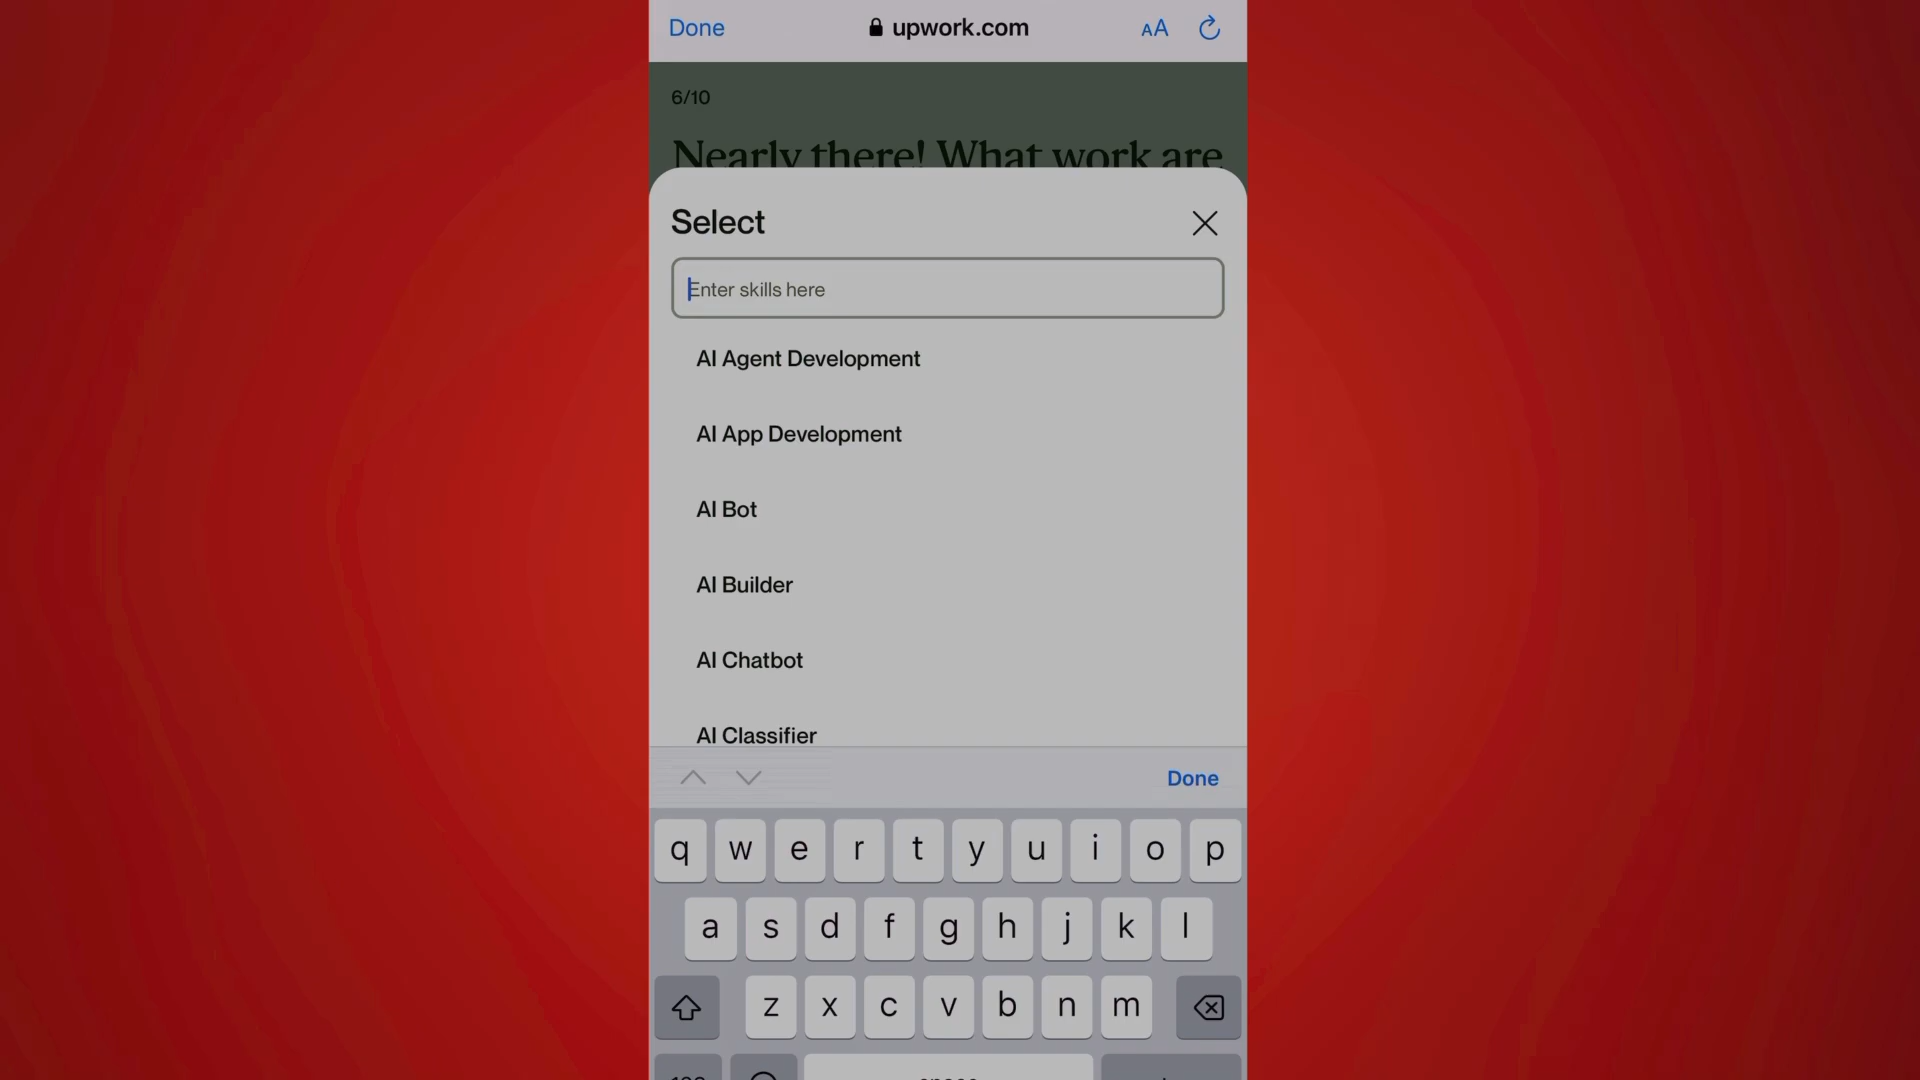 Done upwork.com AA
6/10
Nearly there! What work are
Select
Enter skills here
AI Agent Development
AI App Development
AI Bot
AI Builder
AI Chatbot
AI Classifier
Done
q w e r t y u i o p
a s d f g h j k l
z x c v b n m